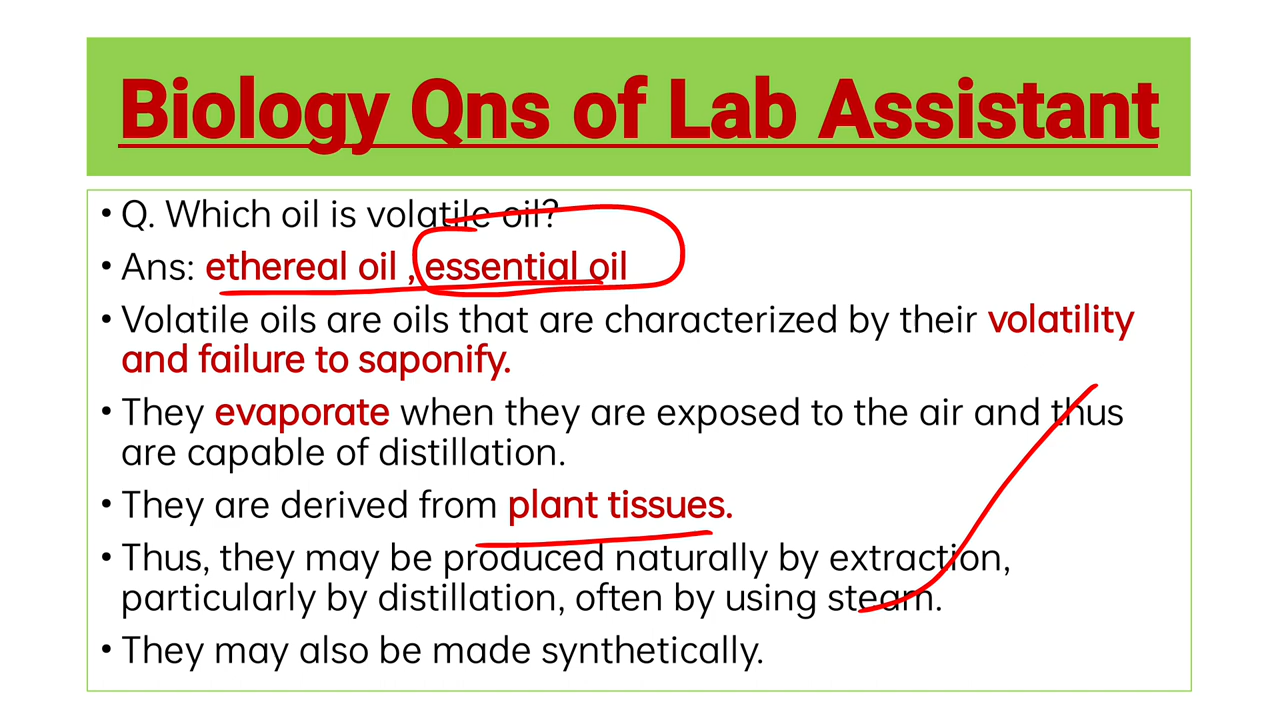 Biology Qns of Lab Assistant
• Q. Which oil is volatile oil?
• Ans: ethereal oil , essential oil
• Volatile oils are oils that are characterized by their volatility
and failure to saponify.
• They evaporate when they are exposed to the air and thus
are capable of distillation.
• They are derived from plant tissues.
• Thus, they may be produced naturally by extraction,
particularly by distillation, often by using steam.
• They may also be made synthetically.